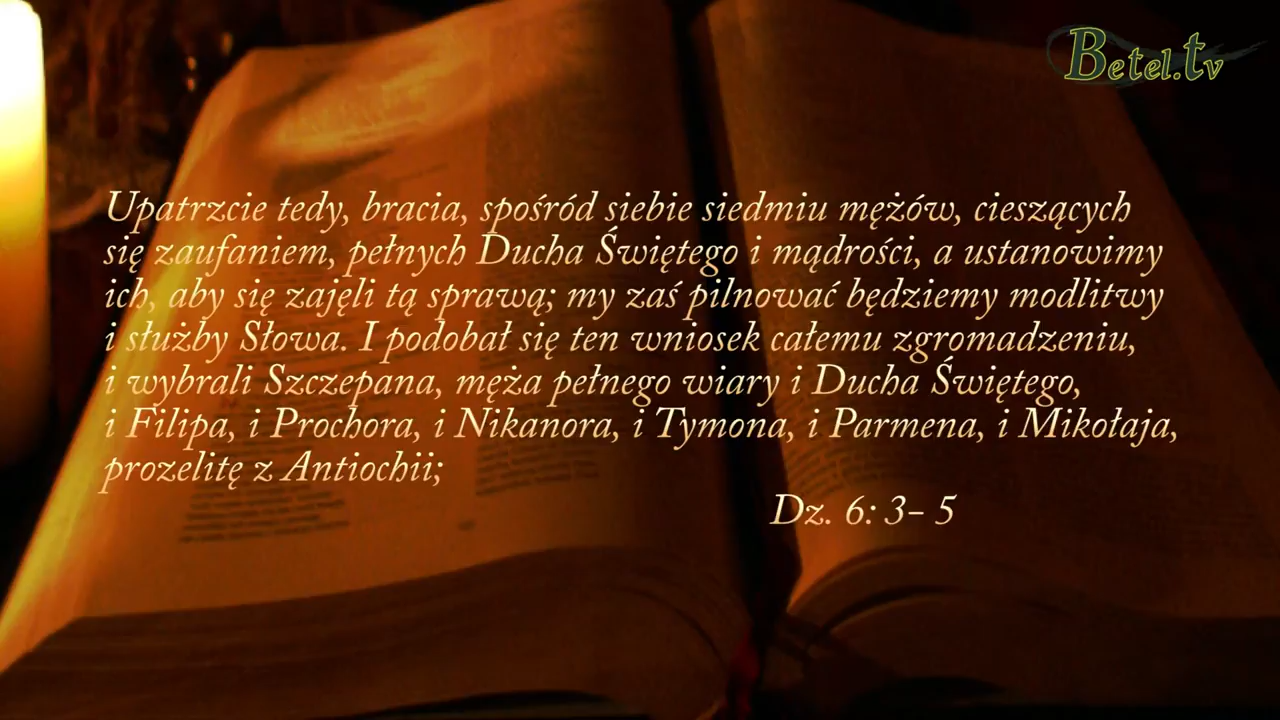 Betel.tv
Upatrzcie tedy, bracia, spośród siebie siedmiu mężów, cieszących
się zaufaniem, pełnych Ducha Świętego i mądrości, a ustanowimy
ich, aby się zajęli tą sprawą; my zaś pilnować będziemy modlitwy
i służby Słowa. I podobał się ten wniosek całemu zgromadzeniu,
i wybrali Szczepana, męża pełnego wiary i Ducha Świętego,
i Filipa, i Prochora, i Nikanora, i Tymona, i Parmena, i Mikołaja,
prozelitę z Antiochii;
Dz. 6: 3– 5